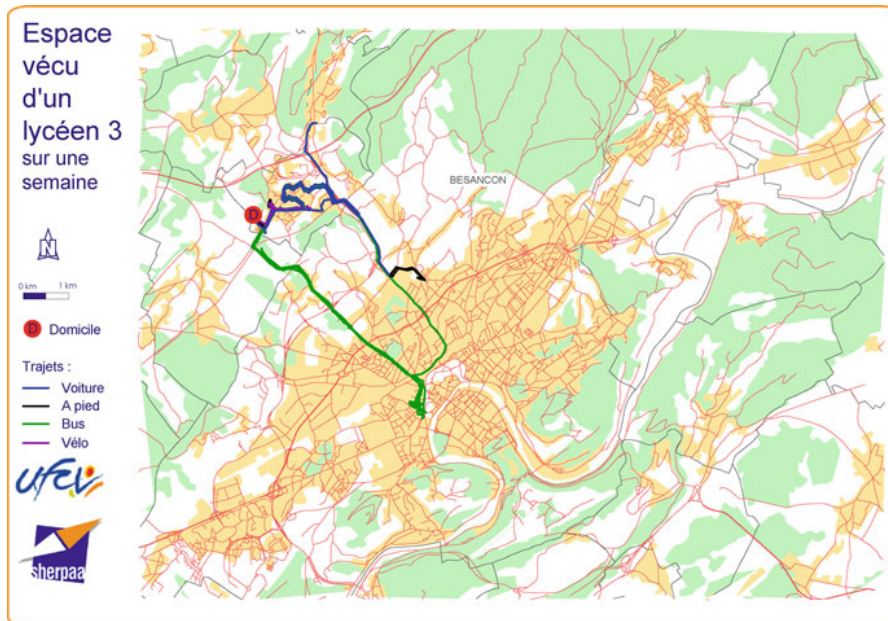 Espace
vécu
d'un
lycéen 3
sur une
semaine
N
0 km 1 km
D Domicile
Trajets :
Voiture
A pied
Bus
Vélo
ufcv
sherpaa
BESANCON
D